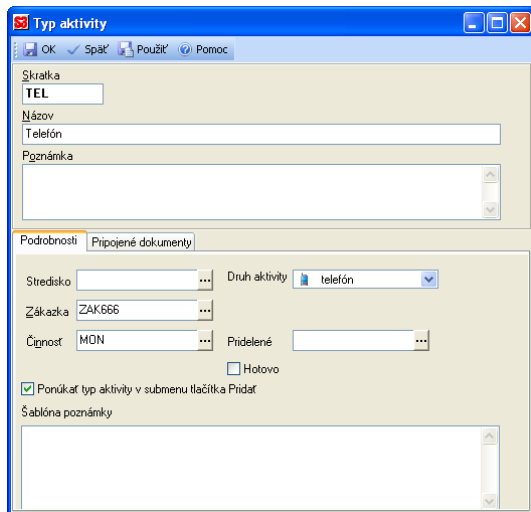 Typ aktivity
OK Späť Použiť Pomoc
Skratka
TEL
Názov
Telefón
Poznámka
Podrobnosti Pripojené dokumenty
Stredisko ... Druh aktivity telefón
Zákazka ZAK666 ...
Činnosť MON ... Pridelené ...
Hotovo
Ponúkať typ aktivity v submenu tlačítka Pridať
Šablóna poznámky